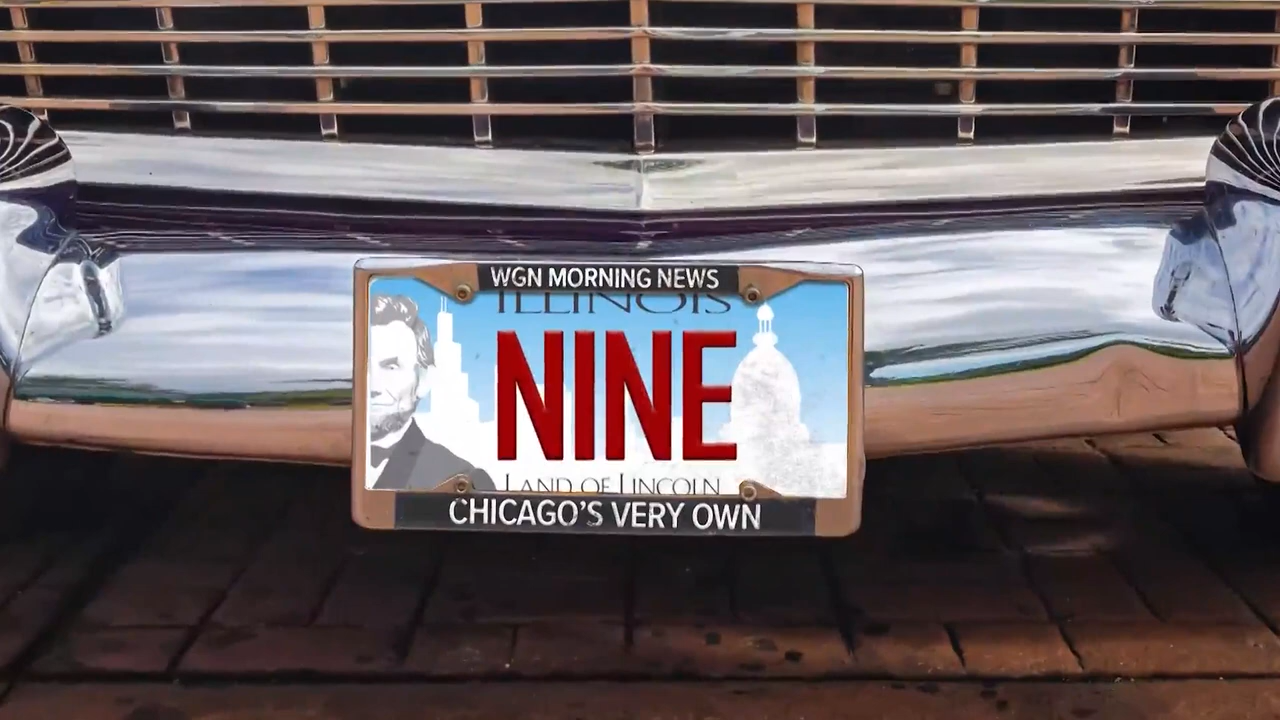 WGN MORNING NEWS
ILLINOIS
NINE
LAND OF LINCOLN
CHICAGO'S VERY OWN